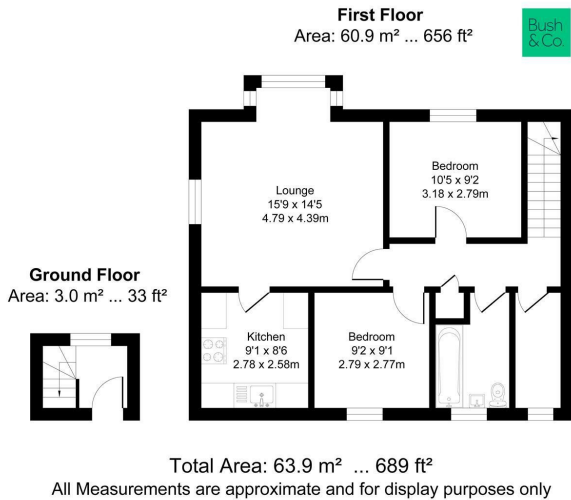 First Floor
Area: 60.9 m² ... 656 ft²
Bush
& Co.
Lounge
15'9 x 14'5
4.79 x 4.39m
Bedroom
10'5 x 9'2
3.18 x 2.79m
Ground Floor
Area: 3.0 m² ... 33 ft²
Kitchen
9'1 x 8'6
2.78 x 2.58m
Bedroom
9'2 x 9'1
2.79 x 2.77m
Total Area: 63.9 m² ... 689 ft²
All Measurements are approximate and for display purposes only